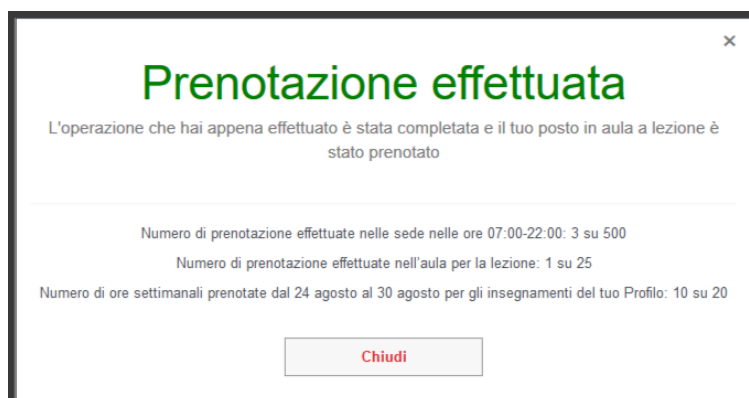 ×
Prenotazione effettuata
L'operazione che hai appena effettuato è stata completata e il tuo posto in aula a lezione è
stato prenotato
Numero di prenotazione effettuate nelle sede nelle ore 07:00-22:00: 3 su 500
Numero di prenotazione effettuate nell'aula per la lezione: 1 su 25
Numero di ore settimanali prenotate dal 24 agosto al 30 agosto per gli insegnamenti del tuo Profilo: 10 su 20
Chiudi